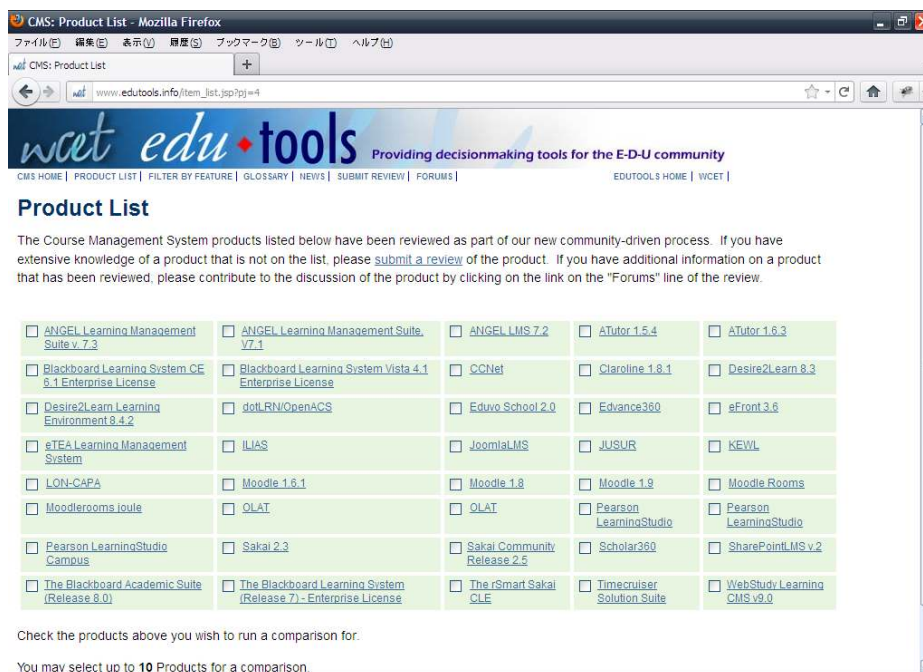 CMS: Product List - Mozilla Firefox
ファイル(F) 編集(E) 表示(V) 履歴(S) ブックマーク(B) ツール(T) ヘルプ(H)
wcet CMS: Product List +
wcet www.edutools.info/item_list.jsp?pj=4
wcet edu tools Providing decisionmaking tools for the E-D-U community
CMS HOME | PRODUCT LIST | FILTER BY FEATURE | GLOSSARY | NEWS | SUBMIT REVIEW | FORUMS | EDUTOOLS HOME | WCET |
Product List
The Course Management System products listed below have been reviewed as part of our new community-driven process. If you have
extensive knowledge of a product that is not on the list, please submit a review of the product. If you have additional information on a product
that has been reviewed, please contribute to the discussion of the product by clicking on the link on the "Forums" line of the review.
ANGEL Learning Management
Suite v. 7.3
ANGEL Learning Management Suite,
V7.1
ANGEL LMS 7.2
ATutor 1.5.4
ATutor 1.6.3
Blackboard Learning System CE
6.1 Enterprise License
Blackboard Learning System Vista 4.1
Enterprise License
CCNet
Claroline 1.8.1
Desire2Learn 8.3
Desire2Learn Learning
Environment 8.4.2
dotLRN/OpenACS
Eduvo School 2.0
Edvance360
eFront 3.6
eTEA Learning Management
System
ILIAS
JoomlaLMS
JUSUR
KEWL
LON-CAPA
Moodle 1.6.1
Moodle 1.8
Moodle 1.9
Moodle Rooms
Moodlerooms joule
OLAT
OLAT
Pearson
LearningStudio
Pearson
LearningStudio
Pearson LearningStudio
Campus
Sakai 2.3
Sakai Community
Release 2.5
Scholar360
SharePointLMS v.2
The Blackboard Academic Suite
(Release 8.0)
The Blackboard Learning System
(Release 7) - Enterprise License
The rSmart Sakai
CLE
Timecruiser
Solution Suite
WebStudy Learning
CMS v9.0
Check the products above you wish to run a comparison for.
You may select up to 10 Products for a comparison.